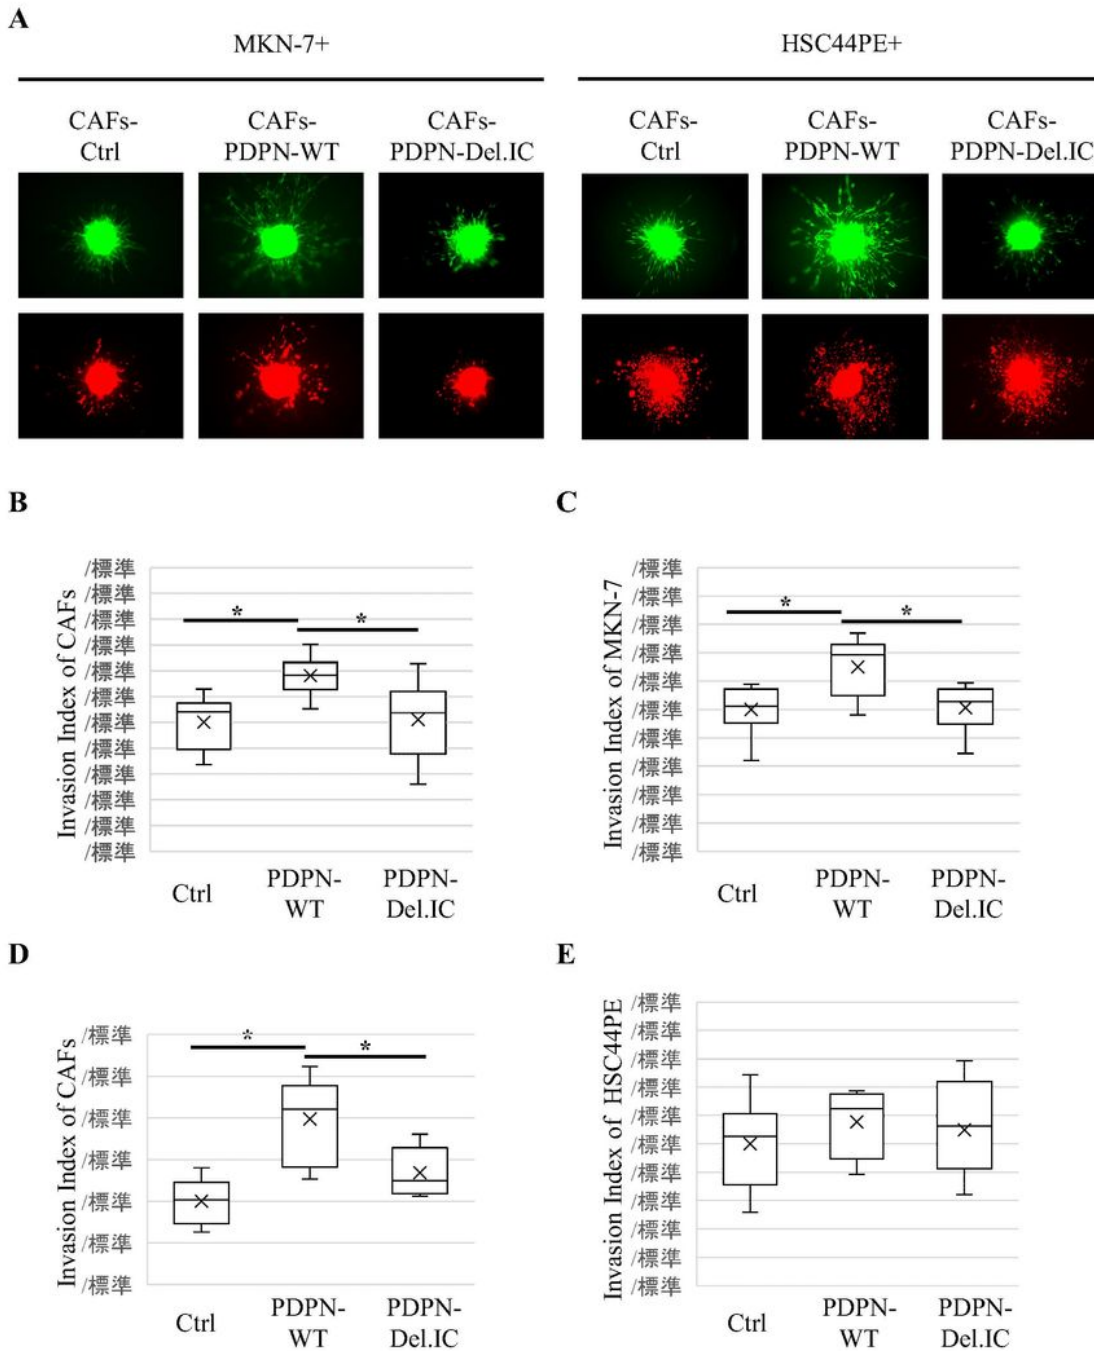 A
MKN-7+
HSC44PE+
CAFs-
Ctrl
CAFs-
PDPN-WT
CAFs-
PDPN-Del.IC
CAFs-
Ctrl
CAFs-
PDPN-WT
CAFs-
PDPN-Del.IC
B
Invasion Index of CAFs
/標準
/標準
/標準
/標準
/標準
/標準
/標準
/標準
/標準
/標準
/標準
/標準
*
*
Ctrl
PDPN-
WT
PDPN-
Del.IC
C
Invasion Index of MKN-7
/標準
/標準
/標準
/標準
/標準
/標準
/標準
/標準
/標準
/標準
/標準
*
*
Ctrl
PDPN-
WT
PDPN-
Del.IC
D
Invasion Index of CAFs
/標準
/標準
/標準
/標準
/標準
/標準
/標準
*
*
Ctrl
PDPN-
WT
PDPN-
Del.IC
E
Invasion Index of HSC44PE
/標準
/標準
/標準
/標準
/標準
/標準
/標準
/標準
/標準
/標準
/標準
Ctrl
PDPN-
WT
PDPN-
Del.IC